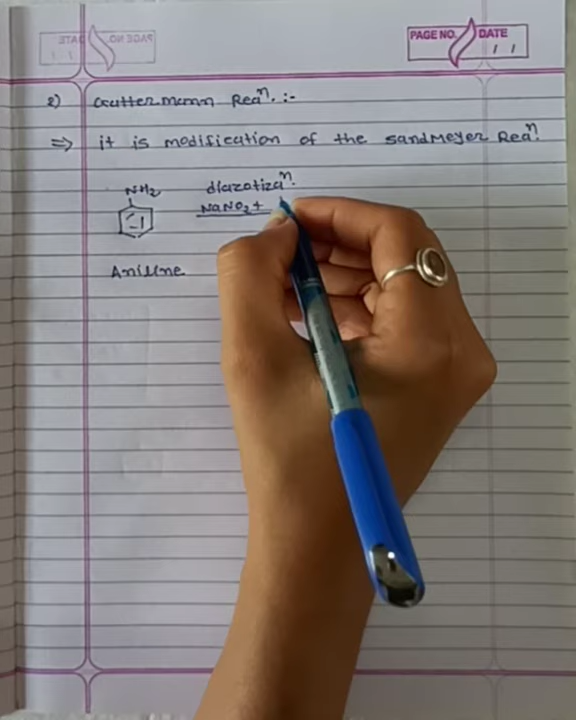 PAGE NO. DATE
/ /
2) Gattermann Reaⁿ. :-
⇒ it is modification of the sandmeyer Reaⁿ.
NH₂ diazotizaⁿ.
NaNO₂ +
Aniline